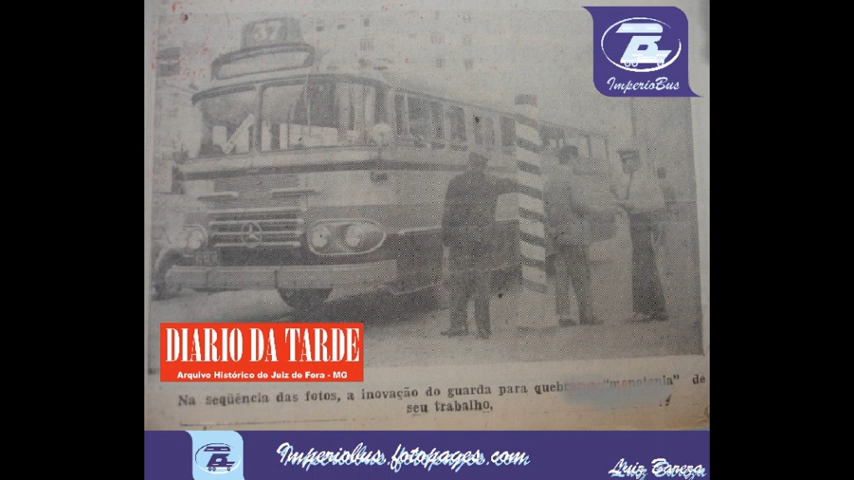 37
ImperioBus
DIARIO DA TARDE
Arquivo Histórico de Juiz de Fora - MG
Na seqüência das fotos, a inovação do guarda para quebrar a "monotonia" de
seu trabalho,
Imperiobus.fotopages.com
Luiz Bareza